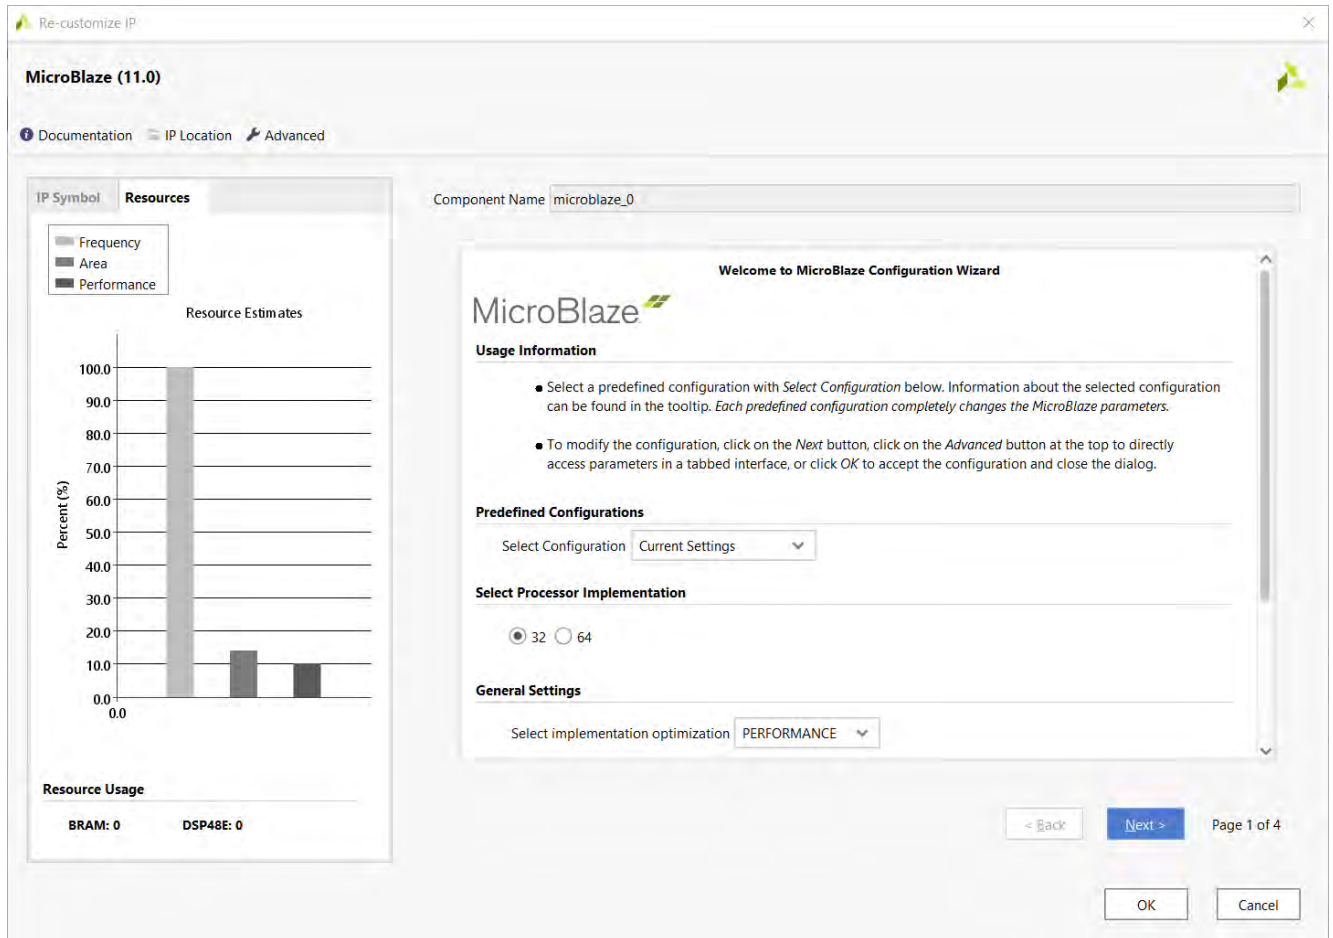 Re-customize IP
MicroBlaze (11.0)
Documentation IP Location Advanced
IP Symbol Resources
Frequency
Area
Performance
Resource Estimates
Percent (%)
100.0
90.0
80.0
70.0
60.0
50.0
40.0
30.0
20.0
10.0
0.0
0.0
Resource Usage
BRAM: 0 DSP48E: 0
Component Name microblaze_0
Welcome to MicroBlaze Configuration Wizard
MicroBlaze
Usage Information
Select a predefined configuration with Select Configuration below. Information about the selected configuration
can be found in the tooltip. Each predefined configuration completely changes the MicroBlaze parameters.
To modify the configuration, click on the Next button, click on the Advanced button at the top to directly
access parameters in a tabbed interface, or click OK to accept the configuration and close the dialog.
Predefined Configurations
Select Configuration Current Settings
Select Processor Implementation
32 64
General Settings
Select implementation optimization PERFORMANCE
< Back Next > Page 1 of 4
OK Cancel